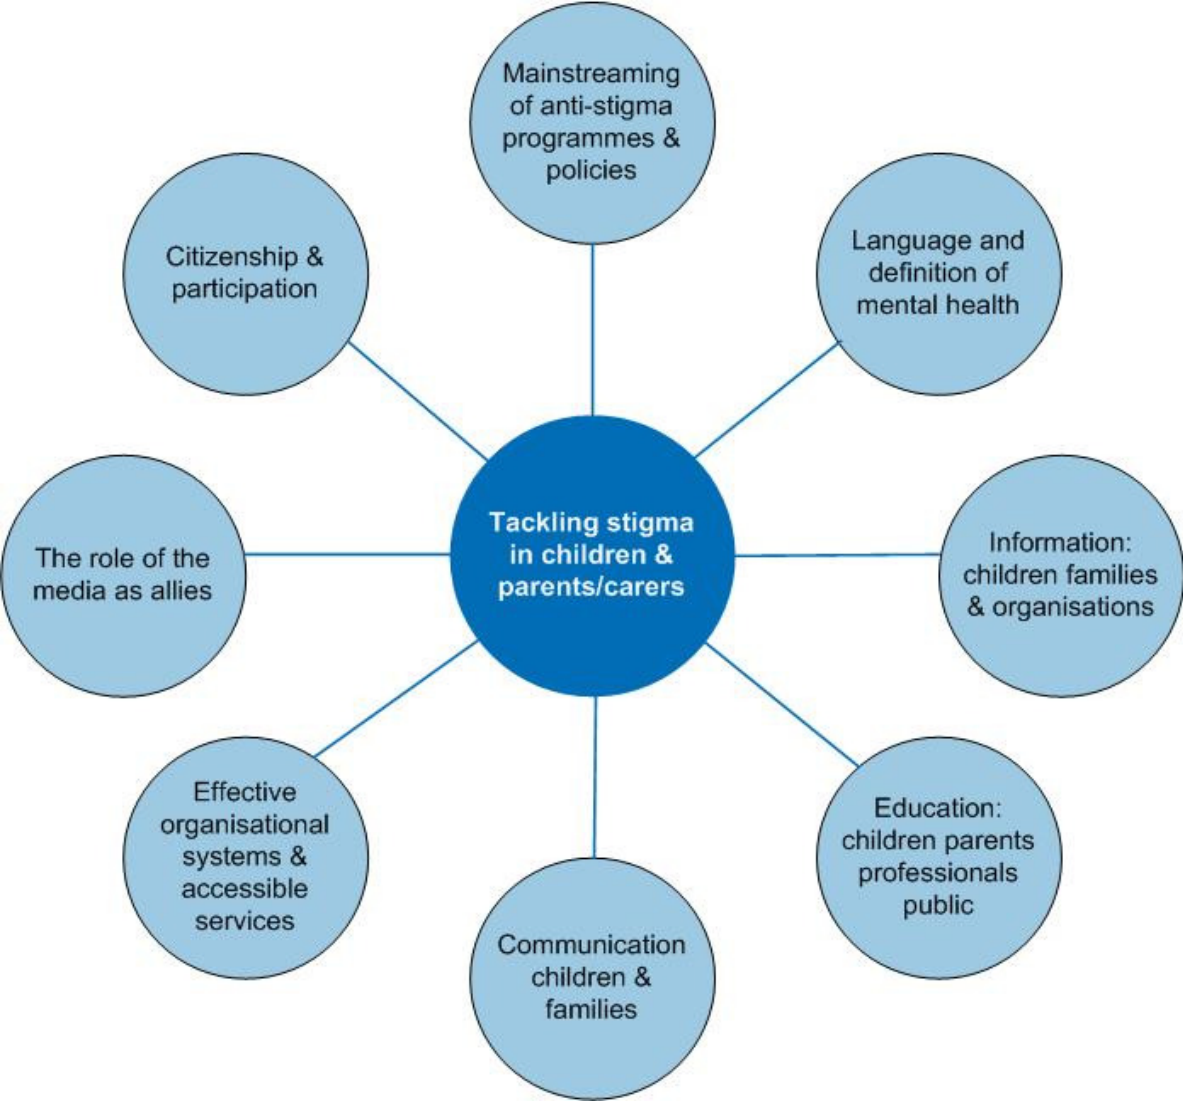 Mainstreaming
of anti-stigma
programmes &
policies
Language and
definition of
mental health
Citizenship &
participation
Tackling stigma
in children &
parents/carers
Information:
children families
& organisations
The role of the
media as allies
Effective
organisational
systems &
accessible
services
Education:
children parents
professionals
public
Communication
children &
families